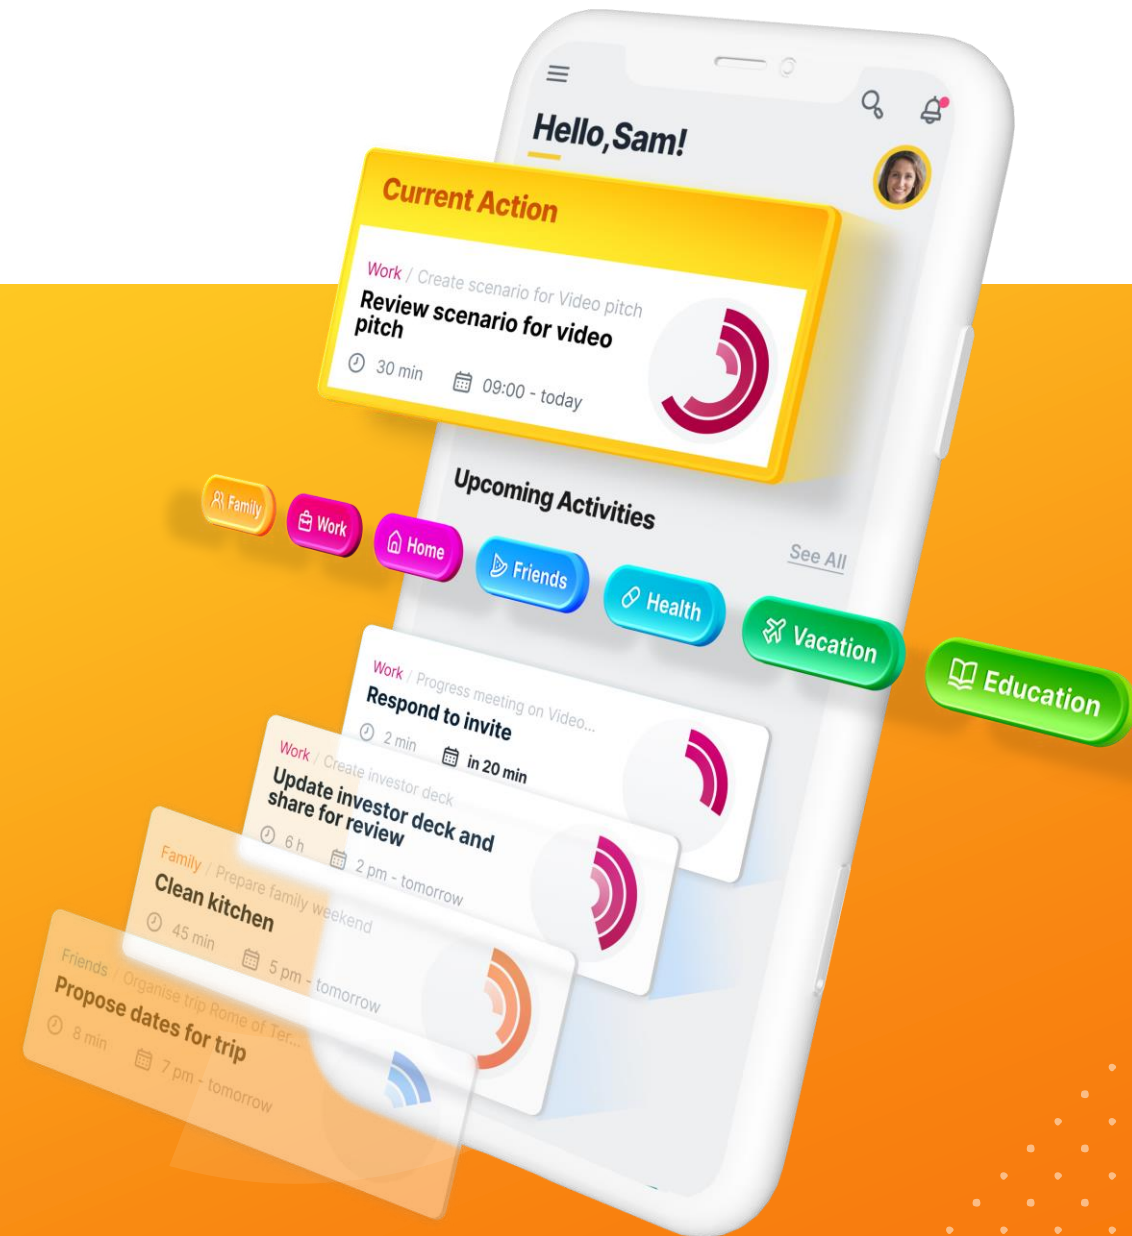 Hello,Sam!
Current Action
Work / Create scenario for Video pitch
Review scenario for video
pitch
30 min 09:00 - today
Upcoming Activities
See All
Family
Work
Home
Friends
Health
Vacation
Education
Work / Progress meeting on Video...
Respond to invite
2 min in 20 min
Work / Create investor deck
Update investor deck and
share for review
6 h 2 pm - tomorrow
Family / Prepare family weekend
Clean kitchen
45 min 5 pm - tomorrow
Friends / Organise trip Rome of Ter...
Propose dates for trip
8 min 7 pm - tomorrow